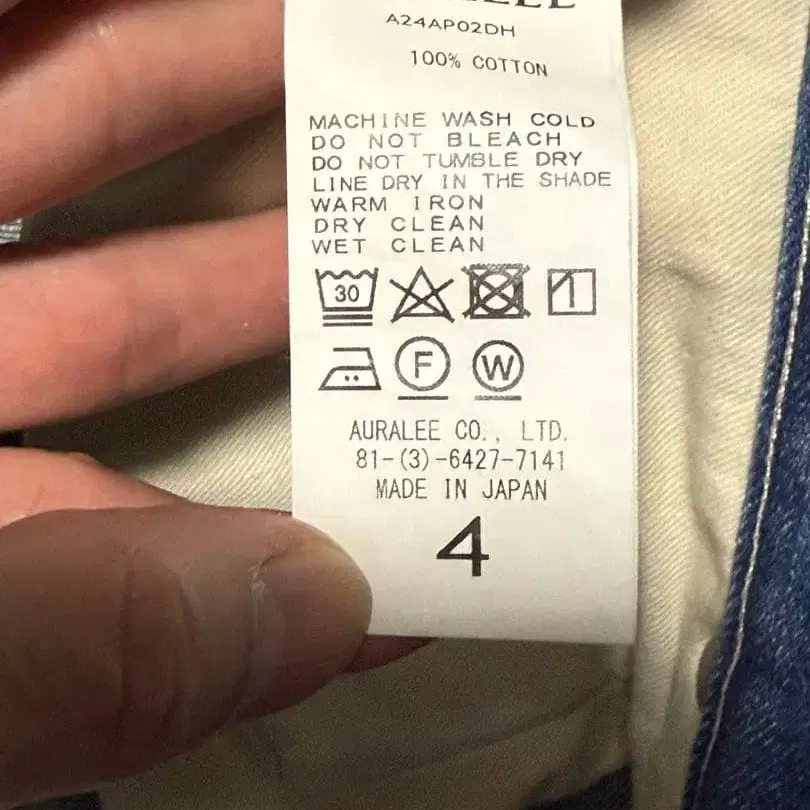 A24AP02DH
100% COTTON
MACHINE WASH COLD
DO NOT BLEACH
DO NOT TUMBLE DRY
LINE DRY IN THE SHADE
WARM IRON
DRY CLEAN
WET CLEAN
30
F W
AURALEE CO., LTD.
81-(3)-6427-7141
MADE IN JAPAN
4